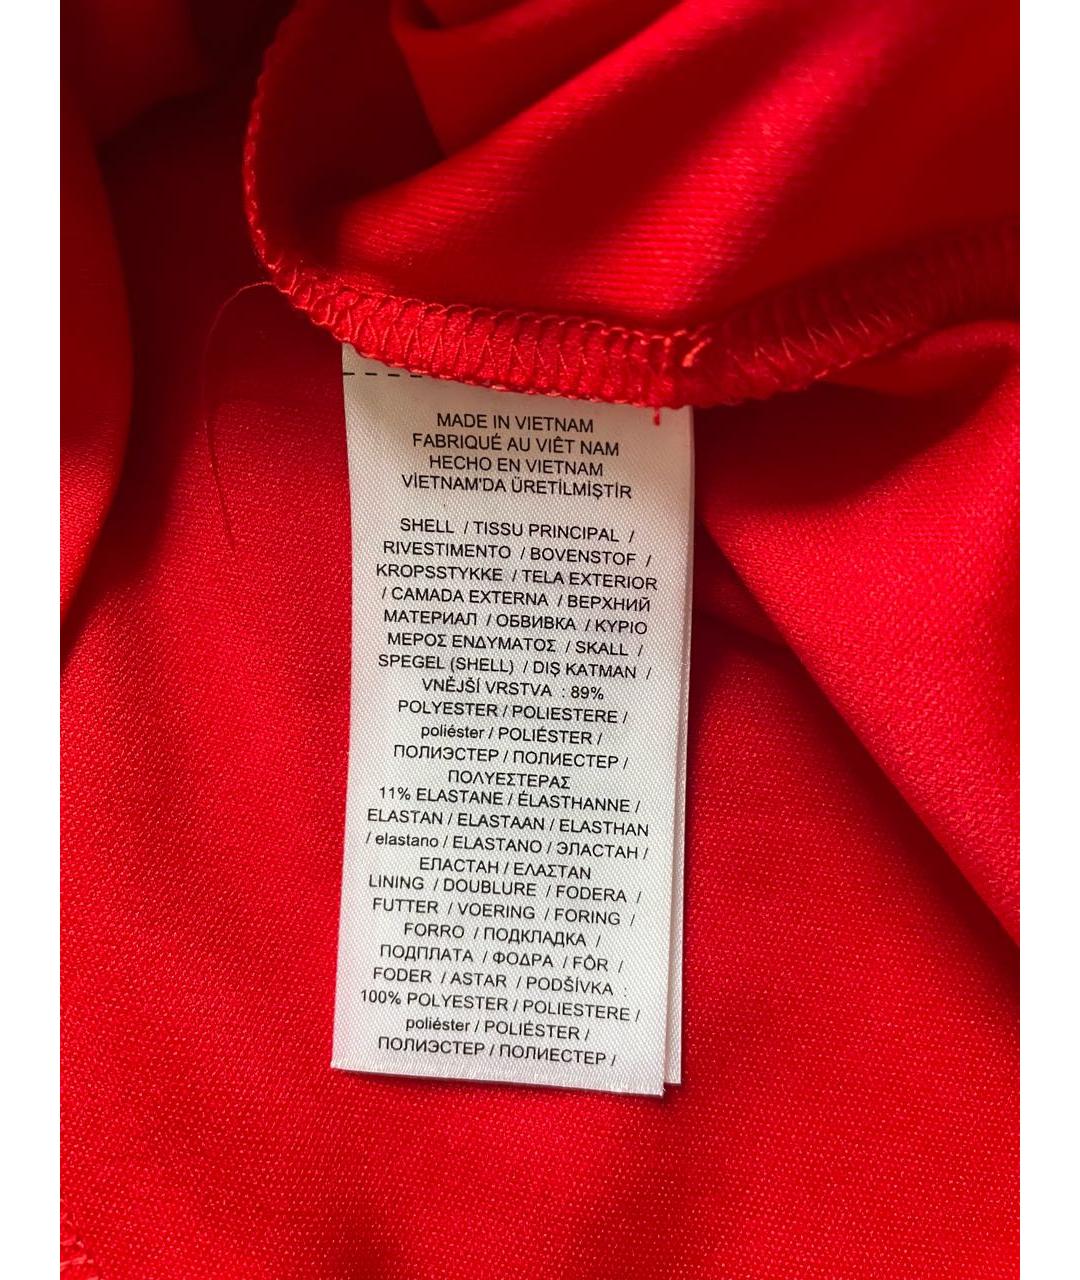 MADE IN VIETNAM
FABRIQUÉ AU VIÊT NAM
HECHO EN VIETNAM
VİETNAM'DA ÜRETİLMİŞTİR
SHELL / TISSU PRINCIPAL /
RIVESTIMENTO / BOVENSTOF /
KROPSSTYKKE / TELA EXTERIOR
/ CAMADA EXTERNA / ВЕРХНИЙ
МАТЕРИАЛ / ОБВИВКА / ΚΥΡΙΟ
ΜΕΡΟΣ ΕΝΔΥΜΑΤΟΣ / SKALL /
SPEGEL (SHELL) / DIŞ KATMAN /
VNĚJŠÍ VRSTVA : 89%
POLYESTER / POLIESTERE /
poliéster / POLIÉSTER /
ПОЛИЭСТЕР / ПОЛИЕСТЕР /
ΠΟΛΥΕΣΤΕΡΑΣ
11% ELASTANE / ÉLASTHANNE /
ELASTAN / ELASTAAN / ELASTHAN
/ elastano / ELASTANO / ЭЛАСТАН /
ЕЛАСТАН / ΕΛΑΣΤΑΝ
LINING / DOUBLURE / FODERA /
FUTTER / VOERING / FORING /
FORRO / ПОДКЛАДКА /
ПОДПЛАТА / ΦΟΔΡΑ / FÔR /
FODER / ASTAR / PODŠÍVKA :
100% POLYESTER / POLIESTERE /
poliéster / POLIÉSTER /
ПОЛИЭСТЕР / ПОЛИЕСТЕР /